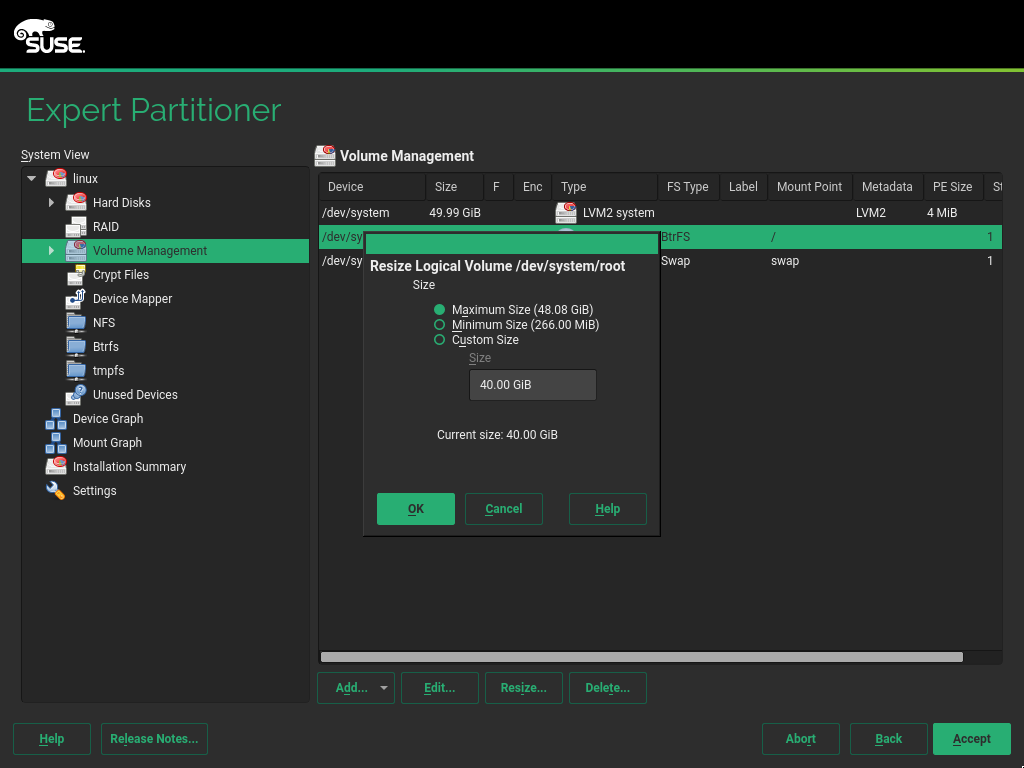 SUSE
Expert Partitioner
System View
linux
Hard Disks
RAID
Volume Management
Crypt Files
Device Mapper
NFS
Btrfs
tmpfs
Unused Devices
Device Graph
Mount Graph
Installation Summary
Settings
Volume Management
Device Size F Enc Type FS Type Label Mount Point Metadata PE Size St
/dev/system 49.99 GiB LVM2 system LVM2 4 MiB
/dev/sy BtrFS / 1
/dev/sy Swap swap 1
Resize Logical Volume /dev/system/root
Size
Maximum Size (48.08 GiB)
Minimum Size (266.00 MiB)
Custom Size
Size
40.00 GiB
Current size: 40.00 GiB
OK Cancel Help
Add... Edit... Resize... Delete...
Help Release Notes... Abort Back Accept